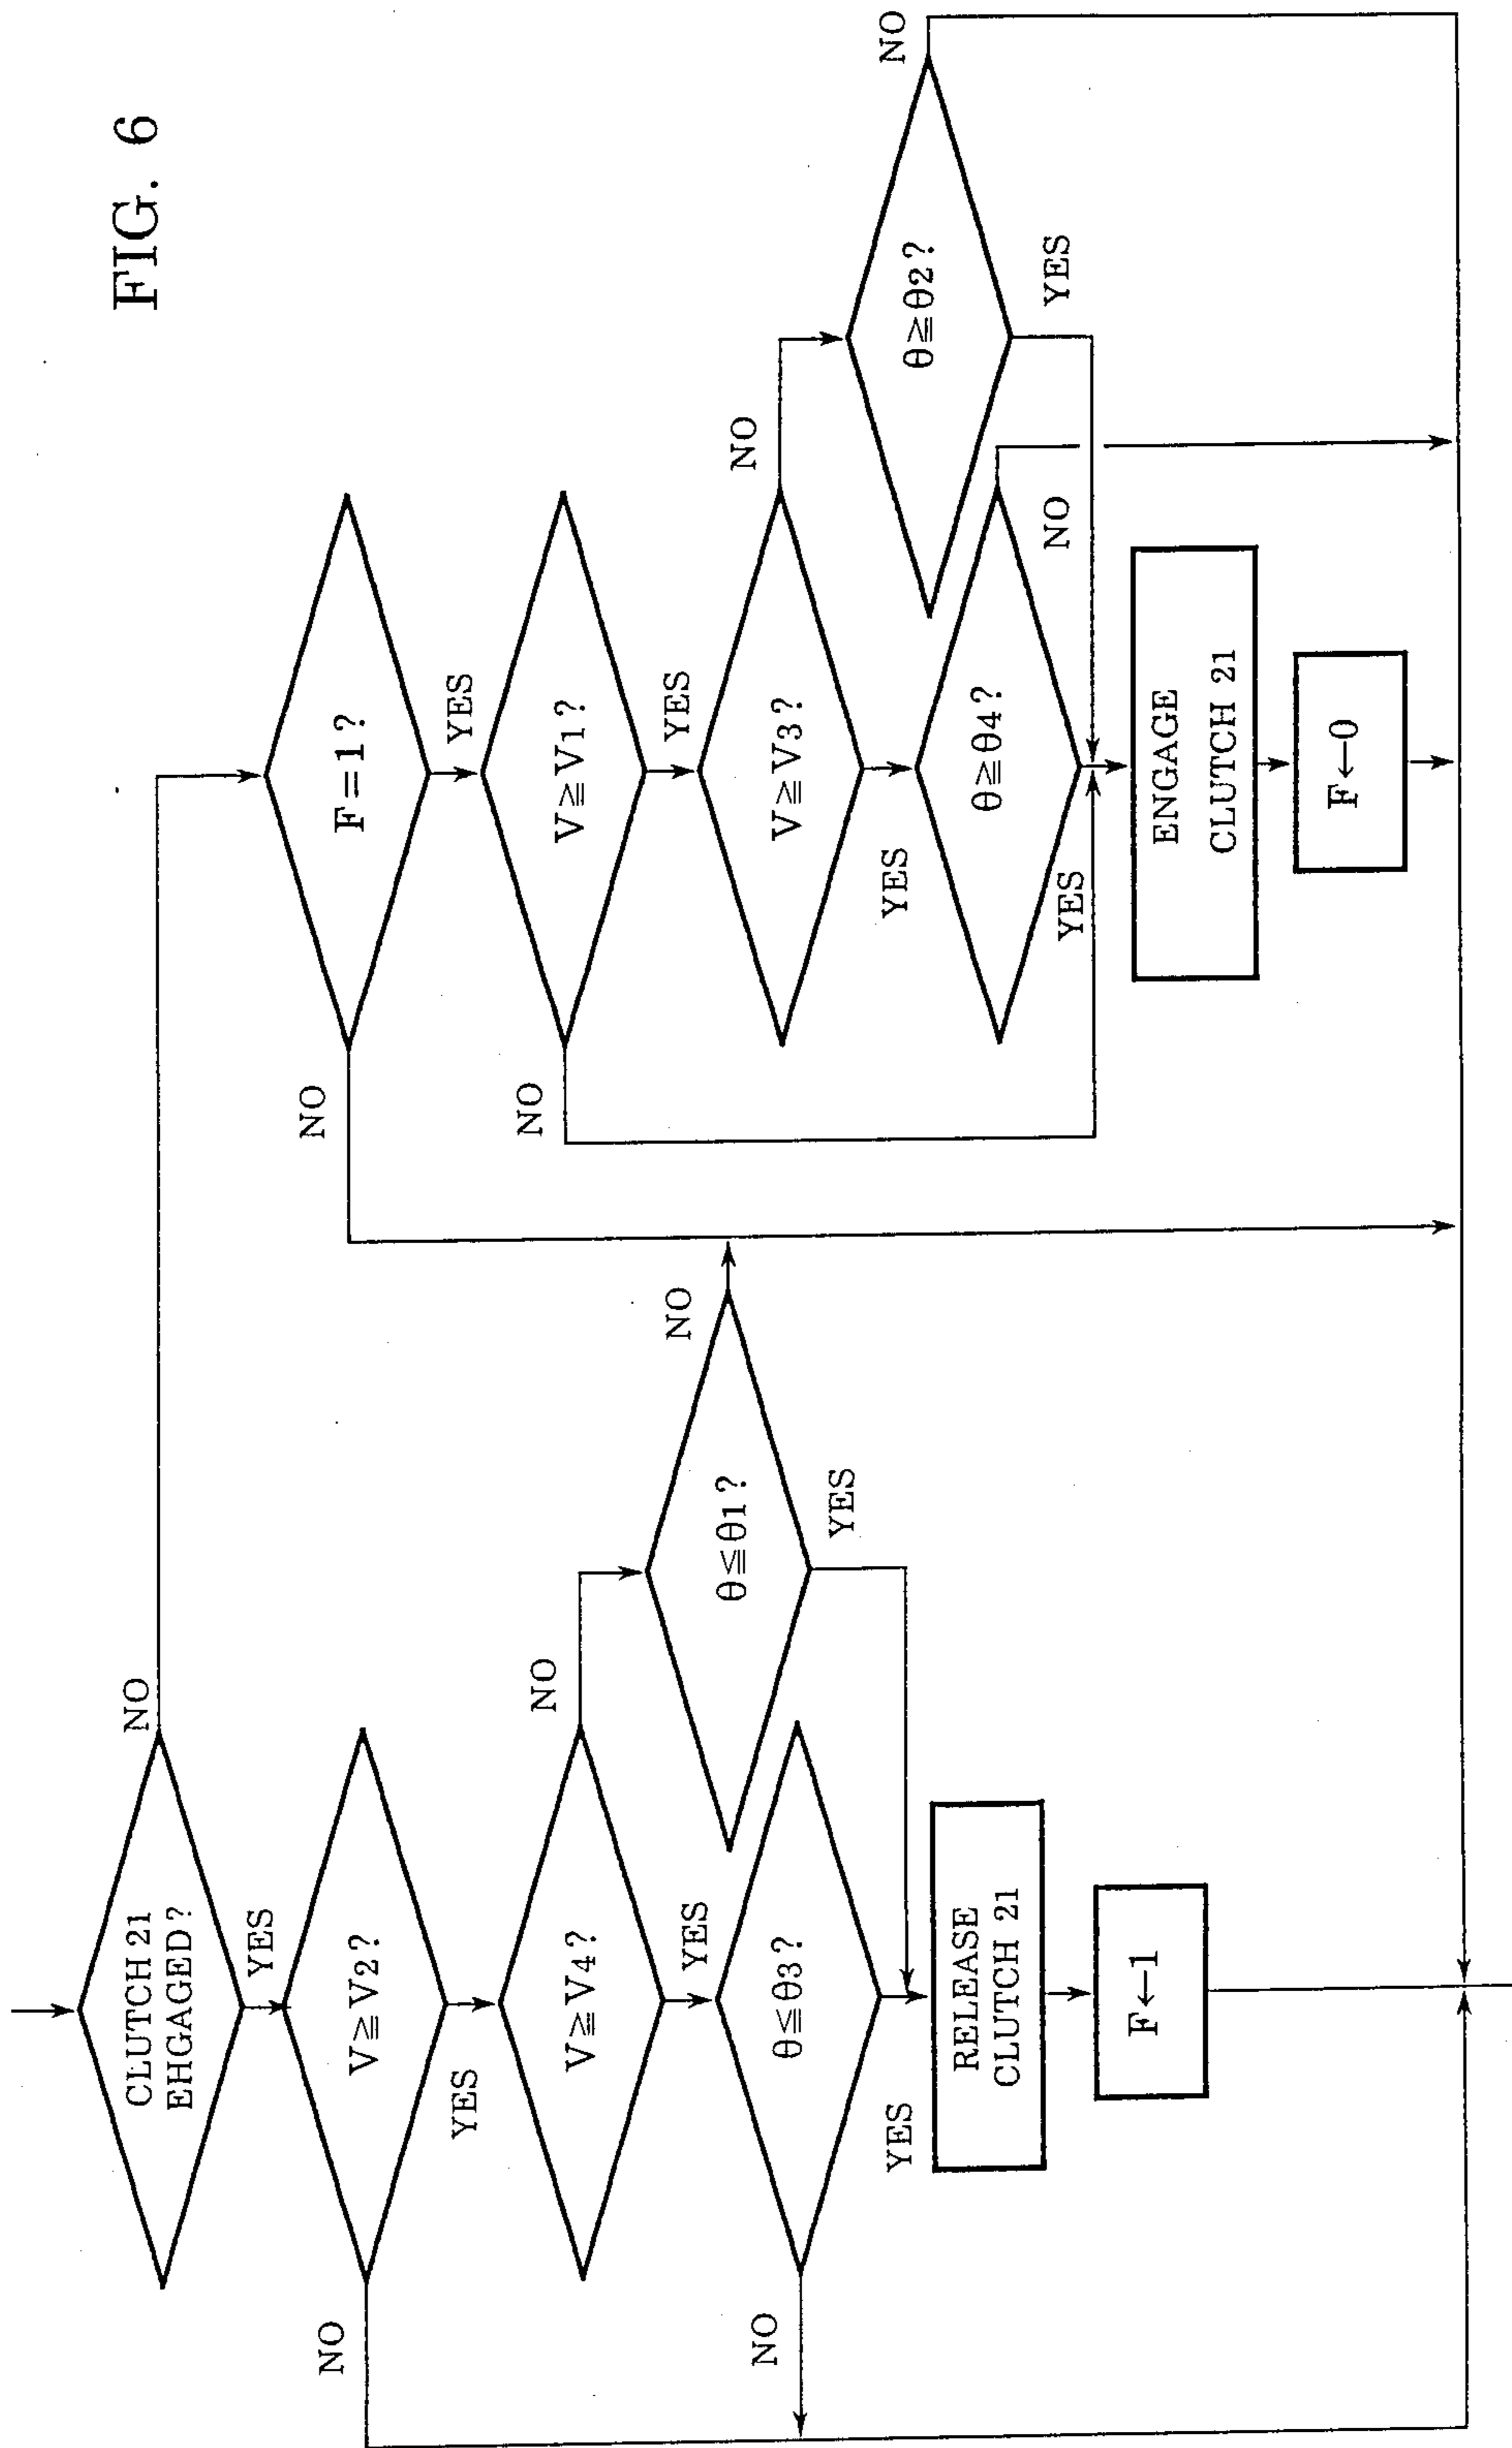 FIG. 6
CLUTCH 21
EHGAGED?
NO
YES
V≧V2?
NO
YES
V≧V4?
NO
YES
θ≦θ1?
NO
YES
θ≦θ3?
NO
YES
RELEASE
CLUTCH 21
F←1
F=1?
NO
YES
V≧V1?
NO
YES
V≧V3?
NO
YES
θ≧θ2?
NO
YES
θ≧θ4?
NO
YES
ENGAGE
CLUTCH 21
F←0